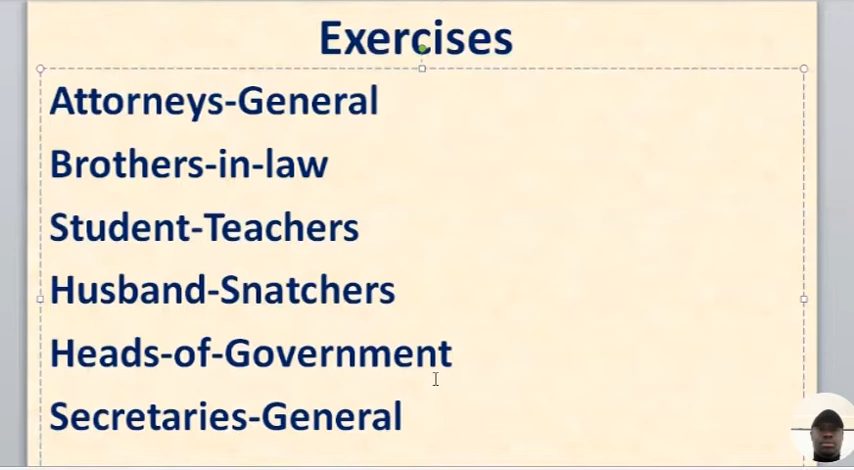 Exercises
Attorneys-General
Brothers-in-law
Student-Teachers
Husband-Snatchers
Heads-of-Government
Secretaries-General